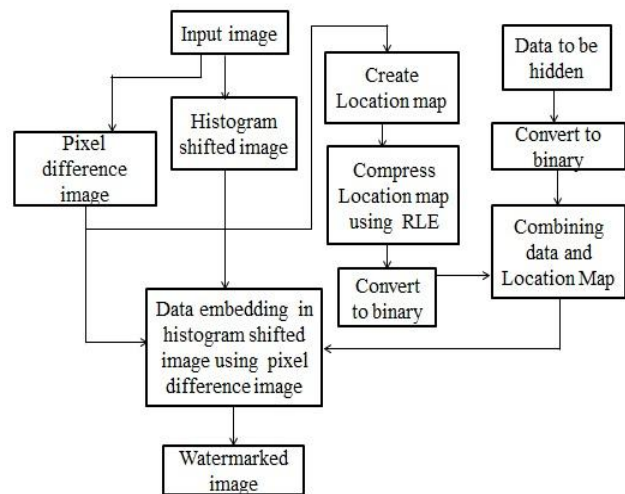 Input image
Pixel
difference
image
Histogram
shifted image
Create
Location map
Compress
Location map
using RLE
Convert
to binary
Data to be
hidden
Convert to
binary
Combining
data and
Location Map
Data embedding in
histogram shifted
image using pixel
difference image
Watermarked
image